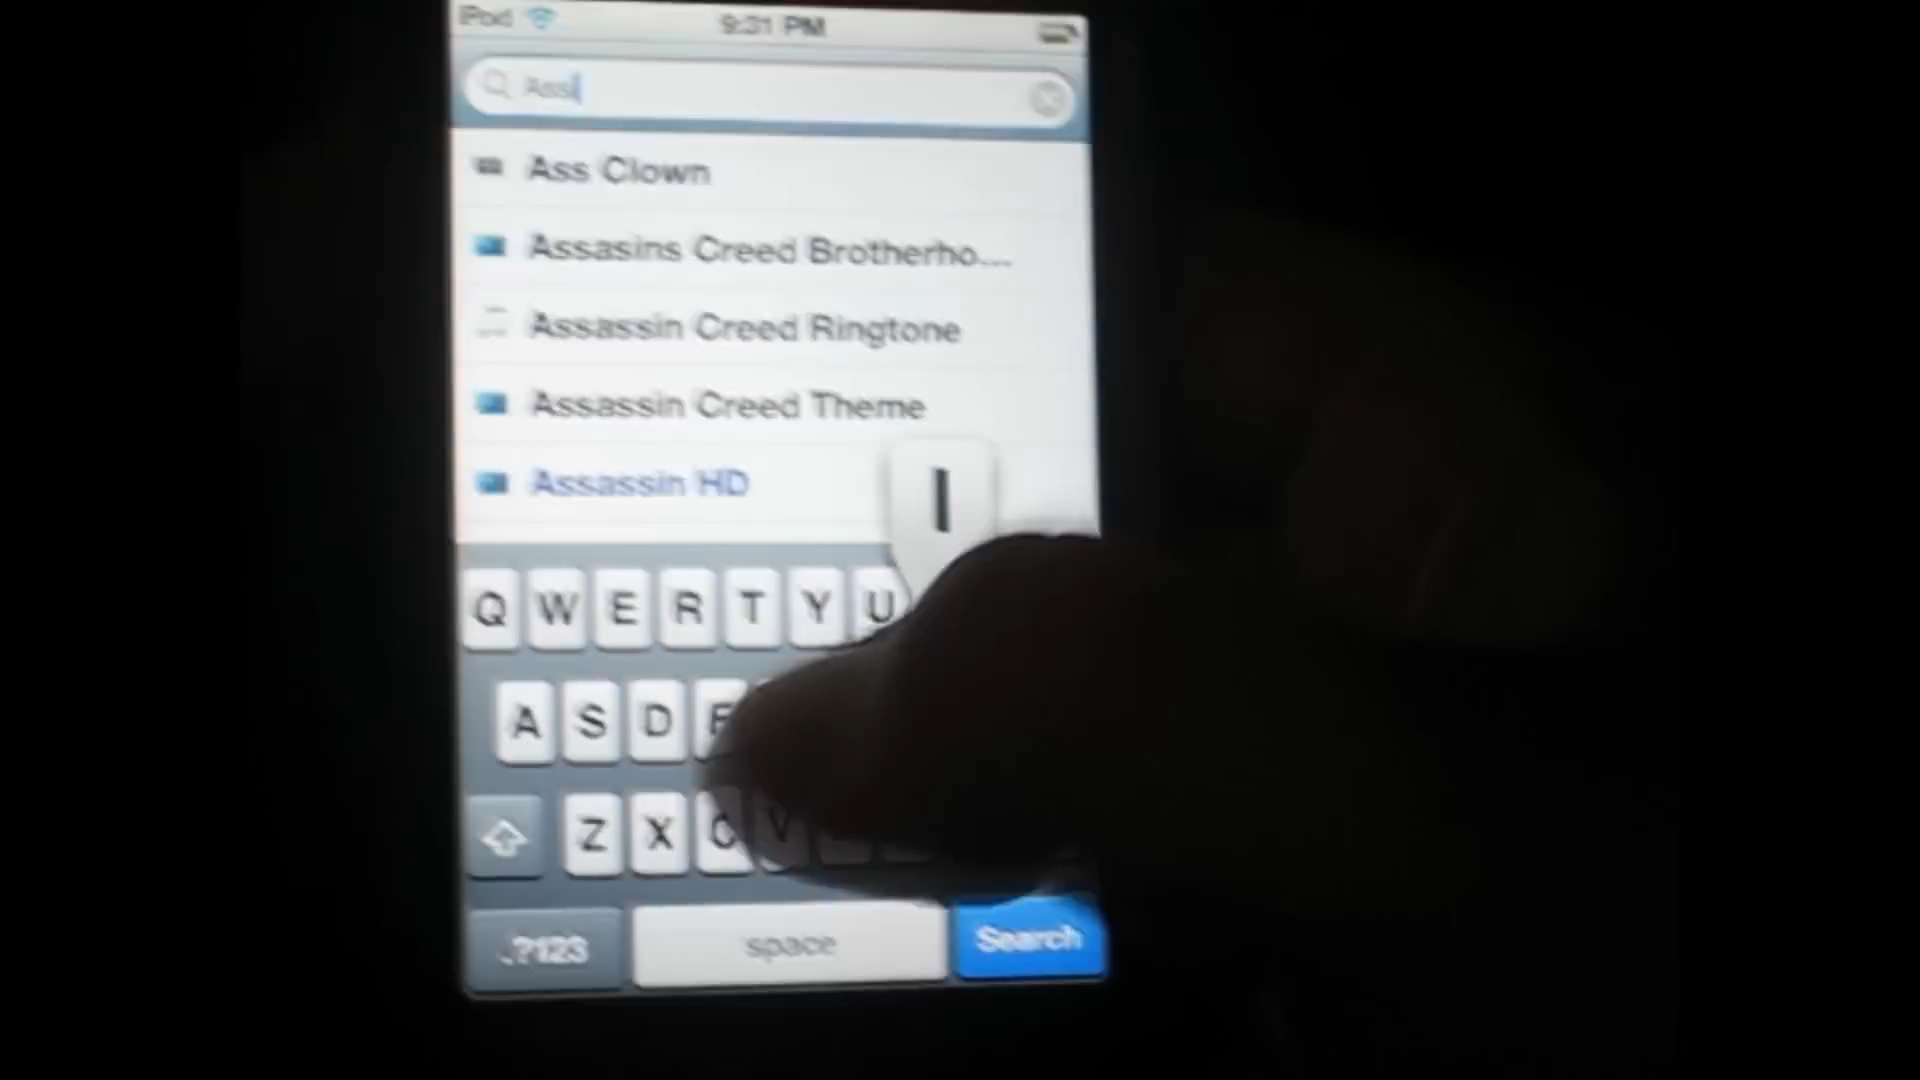 iPod 9:31 PM
Assi
Ass Clown
Assasins Creed Brotherho...
Assassin Creed Ringtone
Assassin Creed Theme
Assassin HD
I
Q W E R T Y U
A S D F
Z X C V
.?123 space Search